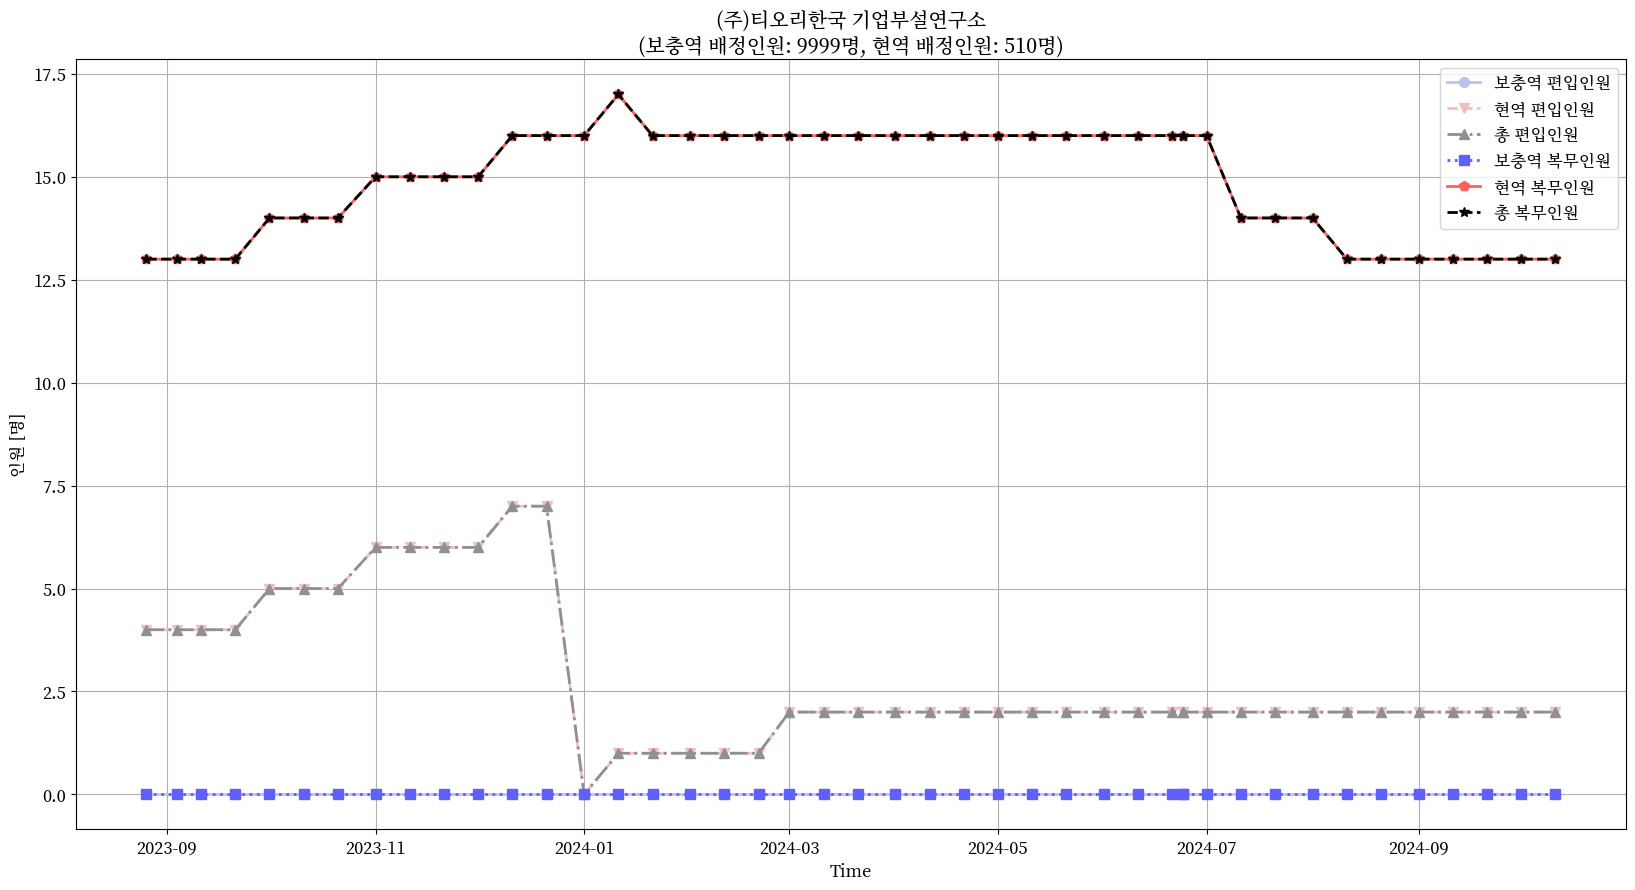 (주)티오리한국 기업부설연구소
(보충역 배정인원: 9999명, 현역 배정인원: 510명)
17.5
15.0
12.5
10.0
7.5
5.0
2.5
0.0
인원 [명]
보충역 편입인원
현역 편입인원
총 편입인원
보충역 복무인원
현역 복무인원
총 복무인원
2023-09 2023-11 2024-01 2024-03 2024-05 2024-07 2024-09
Time